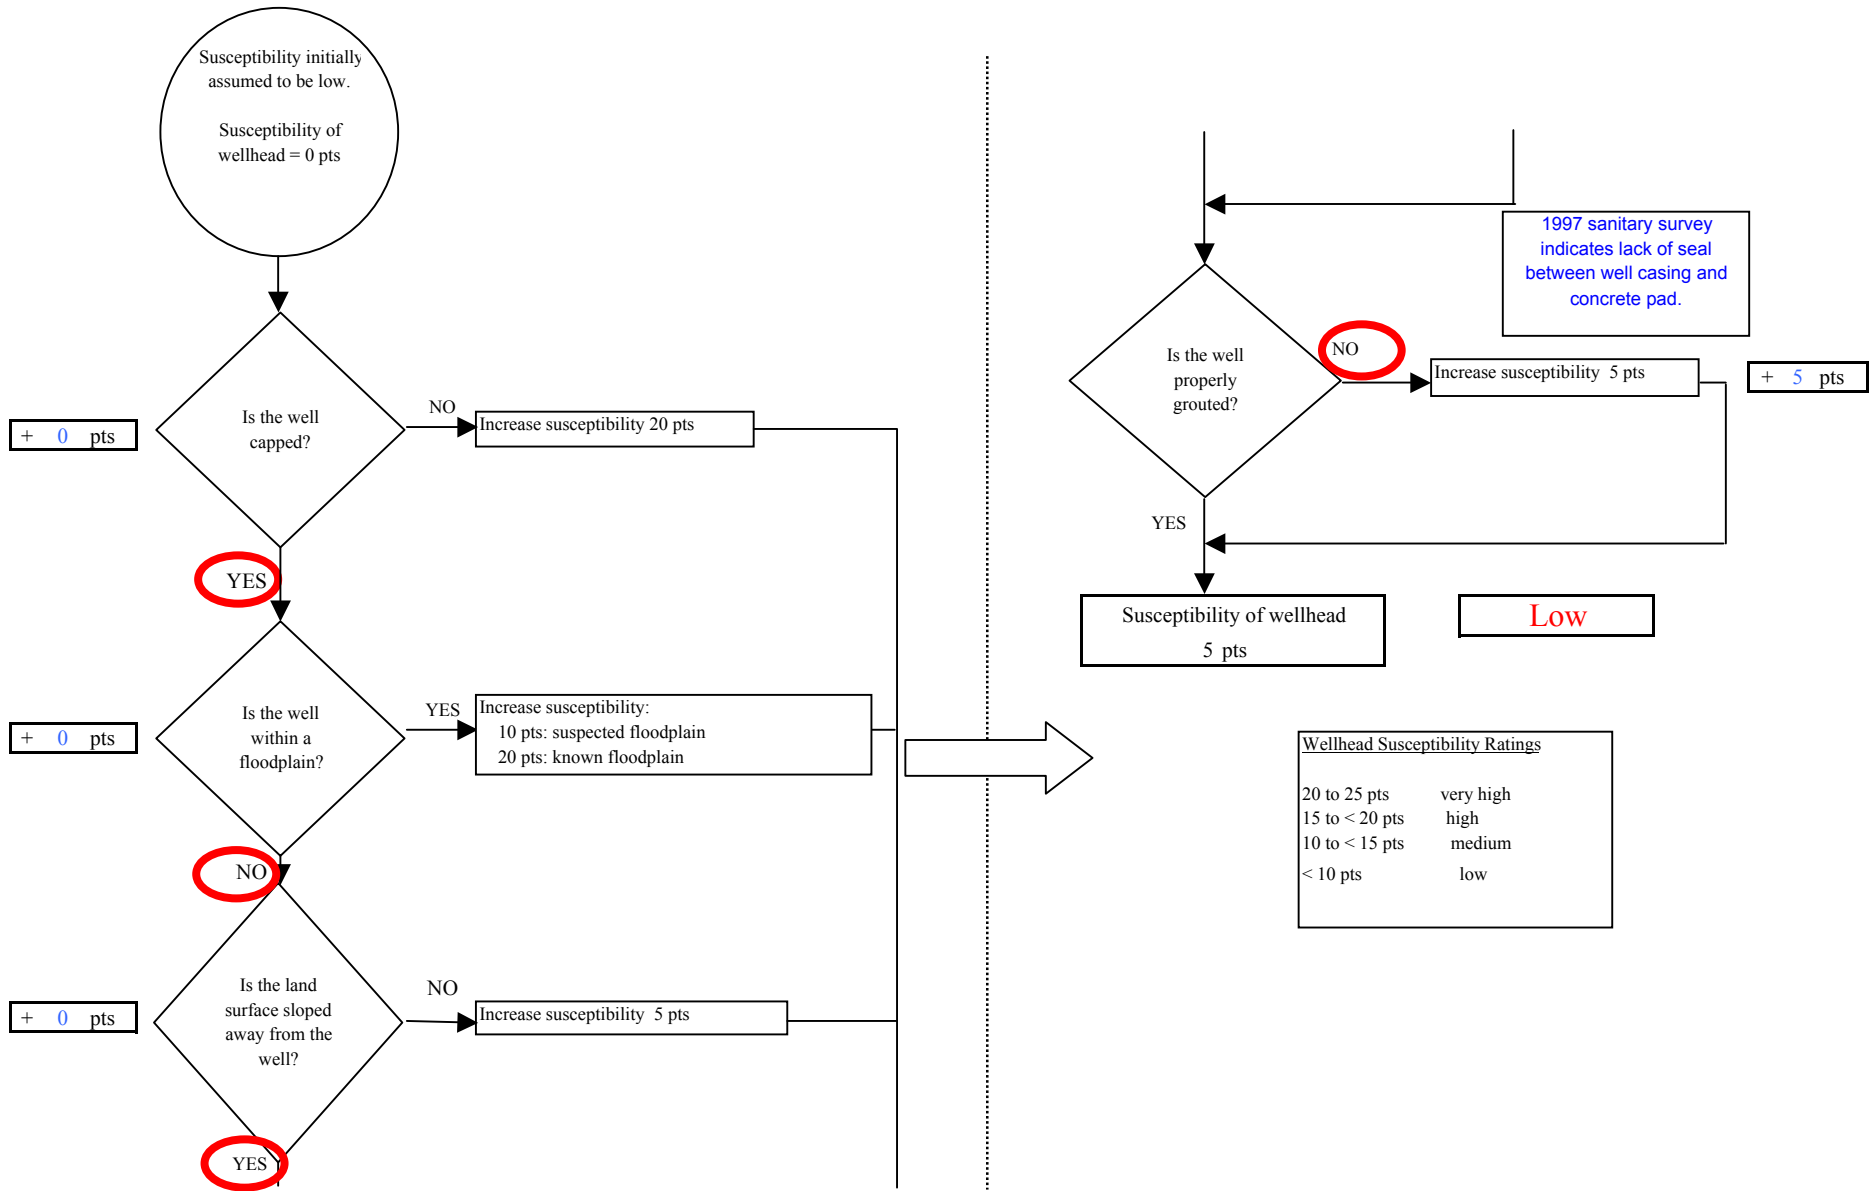 Susceptibility initially
assumed to be low.
Susceptibility of
wellhead = 0 pts
Is the well
capped?
NO
Increase susceptibility 20 pts
+ 0 pts
YES
Is the well
within a
floodplain?
YES
Increase susceptibility:
10 pts: suspected floodplain
20 pts: known floodplain
+ 0 pts
NO
Is the land
surface sloped
away from the
well?
NO
Increase susceptibility 5 pts
+ 0 pts
YES
1997 sanitary survey
indicates lack of seal
between well casing and
concrete pad.
Is the well
properly
grouted?
NO
Increase susceptibility 5 pts
+ 5 pts
YES
Susceptibility of wellhead
5 pts
Low
Wellhead Susceptibility Ratings
20 to 25 pts very high
15 to < 20 pts high
10 to < 15 pts medium
< 10 pts low